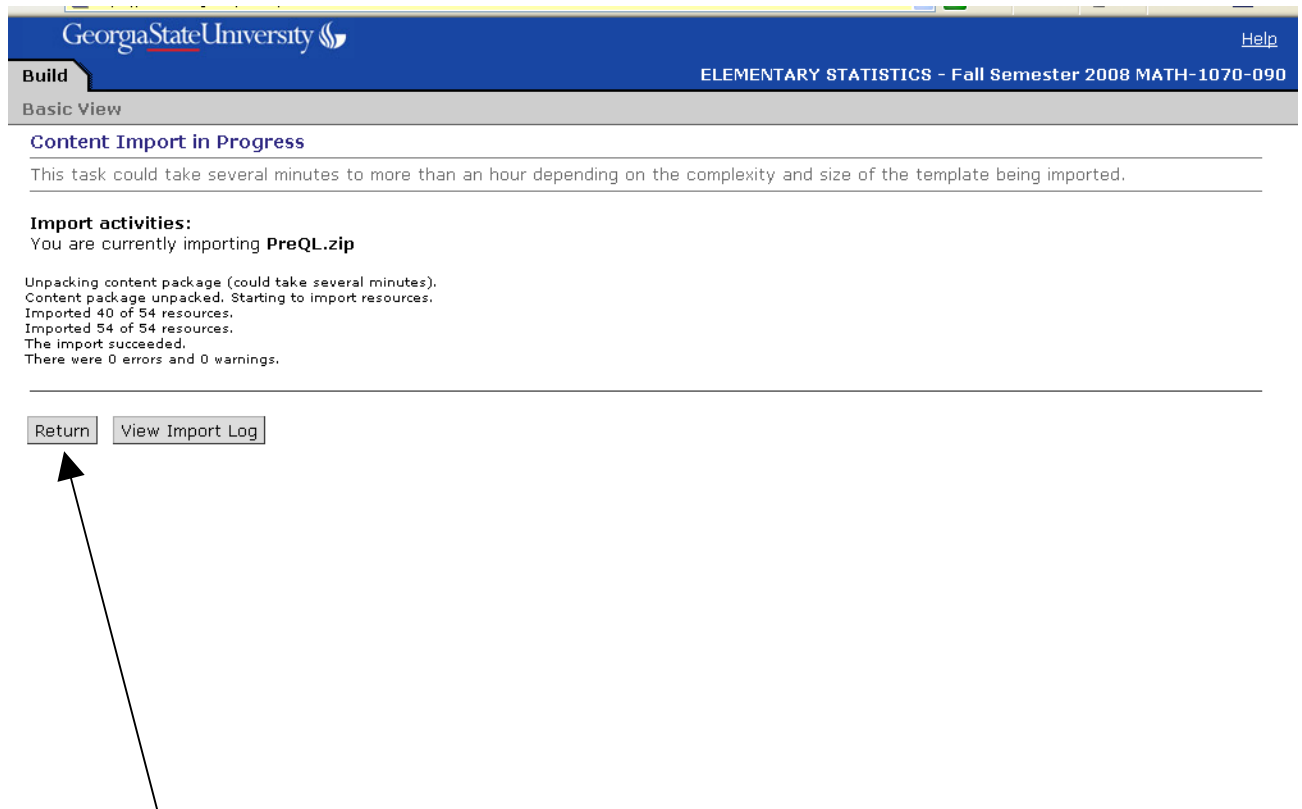 GeorgiaStateUniversity
Help
Build
ELEMENTARY STATISTICS - Fall Semester 2008 MATH-1070-090
Basic View
Content Import in Progress
This task could take several minutes to more than an hour depending on the complexity and size of the template being imported.
Import activities:
You are currently importing PreQL.zip
Unpacking content package (could take several minutes).
Content package unpacked. Starting to import resources.
Imported 40 of 54 resources.
Imported 54 of 54 resources.
The import succeeded.
There were 0 errors and 0 warnings.
Return
View Import Log